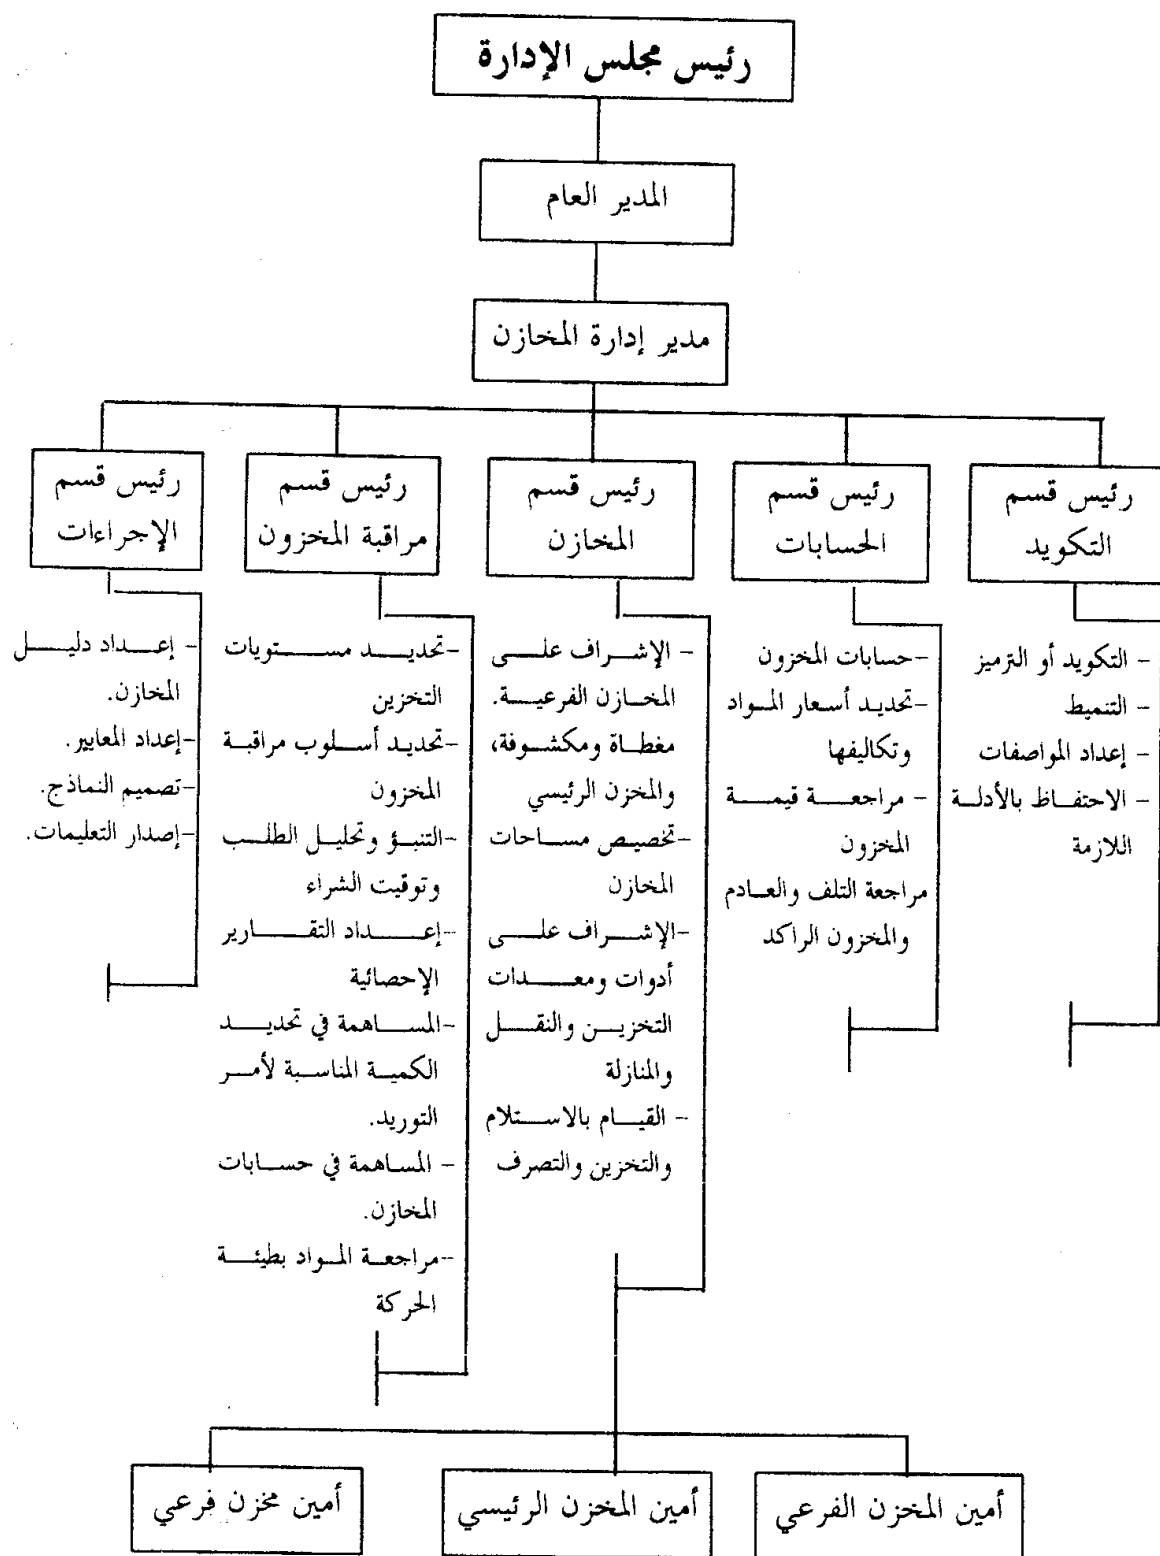 رئيس مجلس الإدارة
المدير العام
مدير إدارة المخازن
رئيس قسم
التكويد
- التكويد أو الترميز
- التنميط
- إعداد المواصفات
- الاحتفاظ بالأدلة
اللازمة
رئيس قسم
الحسابات
-حسابات المخزون
-تحديد أسعار المواد
وتكاليفها
- مراجعة قيمة
المخزون
مراجعة التلف والعادم
والمخزون الراكد
رئيس قسم
المخازن
- الإشراف على
المخازن الفرعية.
مغطاة ومكشوفة،
والمخزن الرئيسي
-تخصيص مساحات
المخازن
-الإشراف على
أدوات ومعدات
التخزين والنقل
والمنازلة
- القيام بالاستلام
والتخزين والتصرف
رئيس قسم
مراقبة المخزون
-تحديد مستويات
التخزين
-تحديد أسلوب مراقبة
المخزون
-التنبؤ وتحليل الطلب
وتوقيت الشراء
-إعداد التقارير
الإحصائية
-المساهمة في تحديد
الكمية المناسبة لأمر
التوريد.
- المساهمة في حسابات
المخازن.
-مراجعة المواد بطيئة
الحركة
رئيس قسم
الإجراءات
- إعداد دليل
المخازن.
-إعداد المعايير.
-تصميم النماذج.
-إصدار التعليمات.
أمين المخزن الفرعي
أمين المخزن الرئيسي
أمين مخزن فرعي